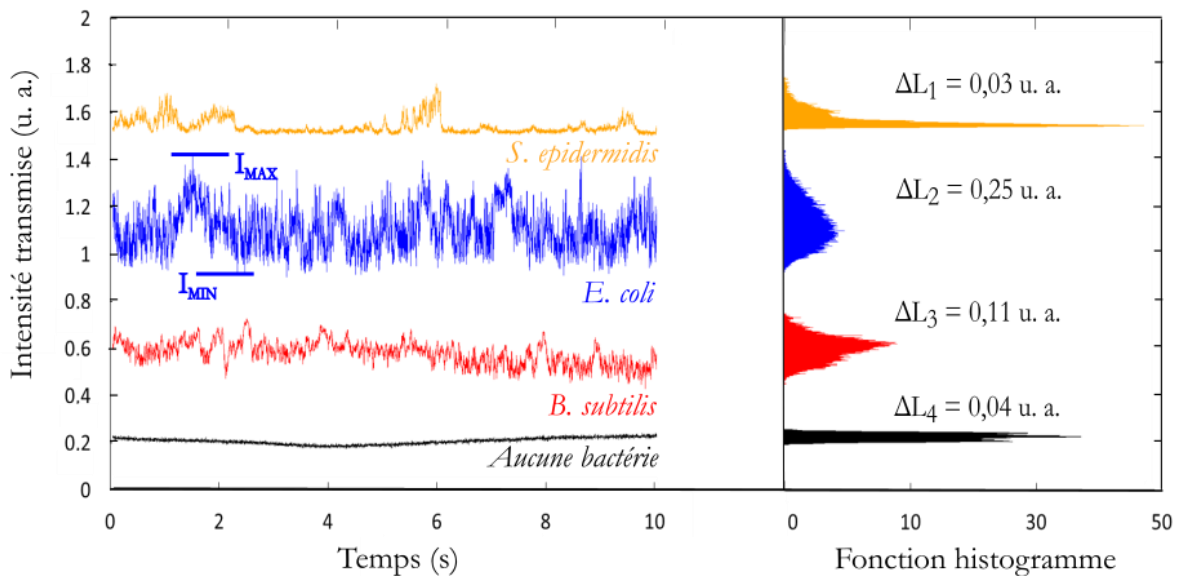 Intensité transmise (u. a.)
2
1.8
1.6
1.4
1.2
1
0.8
0.6
0.4
0.2
0
S. epidermidis
I_MAX
I_MIN
E. coli
B. subtilis
Aucune bactérie
0 2 4 6 8 10
Temps (s)
ΔL₁ = 0,03 u. a.
ΔL₂ = 0,25 u. a.
ΔL₃ = 0,11 u. a.
ΔL₄ = 0,04 u. a.
0 10 30 50
Fonction histogramme